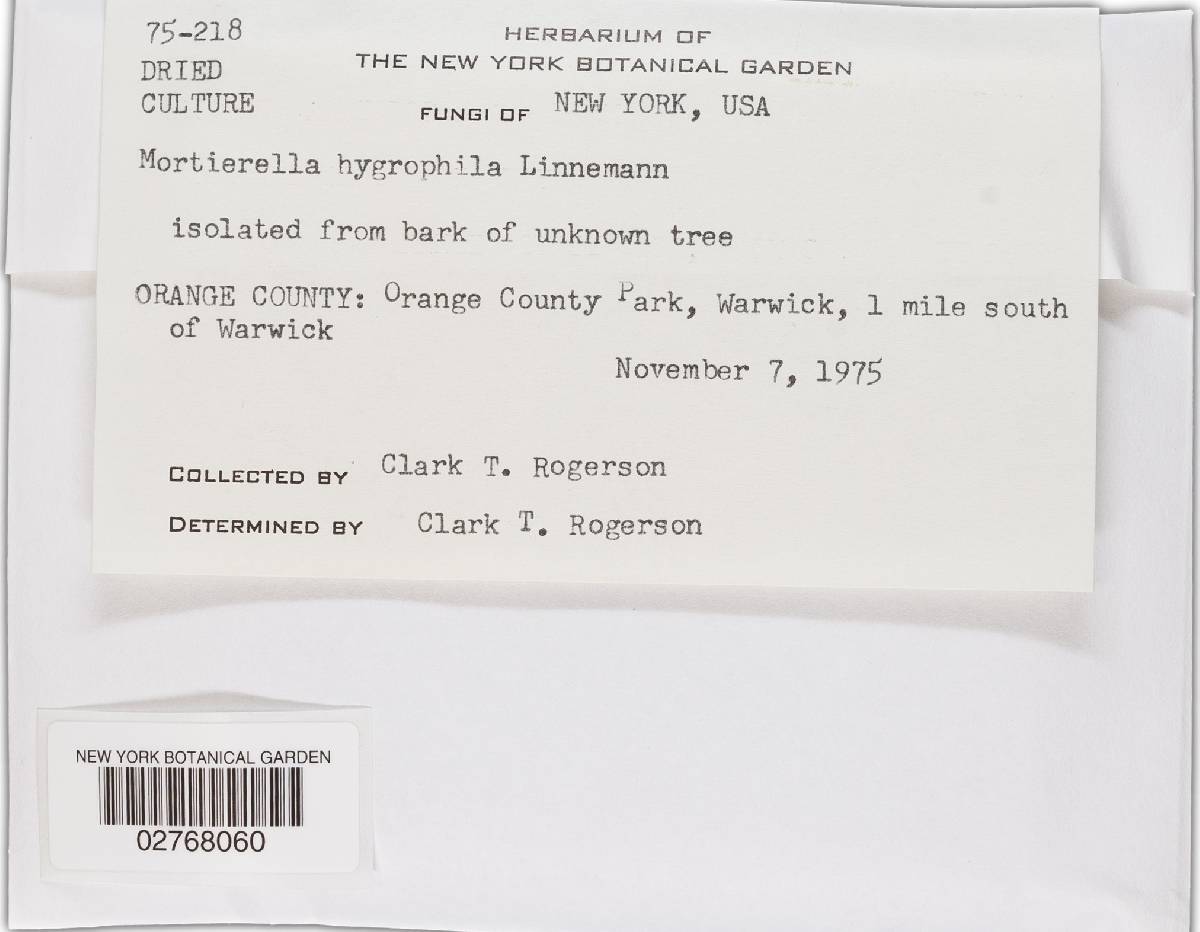 75-218
DRIED
CULTURE
HERBARIUM OF
THE NEW YORK BOTANICAL GARDEN
FUNGI OF NEW YORK, USA
Mortierella hygrophila Linnemann
isolated from bark of unknown tree
ORANGE COUNTY: Orange County Park, Warwick, 1 mile south
of Warwick
November 7, 1975
COLLECTED BY Clark T. Rogerson
DETERMINED BY Clark T. Rogerson
NEW YORK BOTANICAL GARDEN
02768060